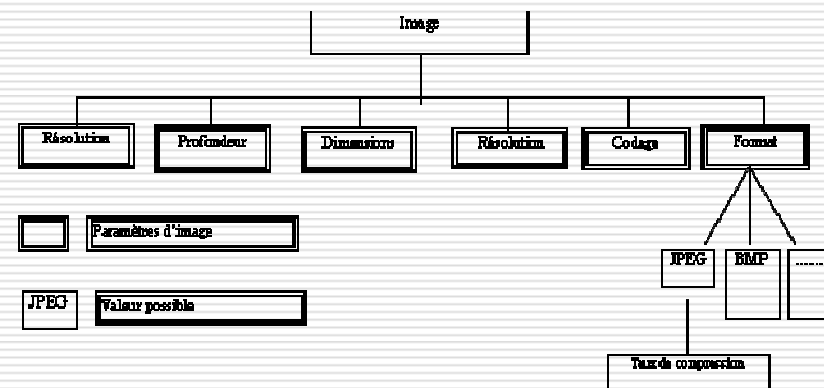 Image
Résolution
Profondeur
Dimensions
Résolution
Codage
Format
Paramètres d'image
JPEG
BMP
........
JPEG
Valeur possible
Taux de compression